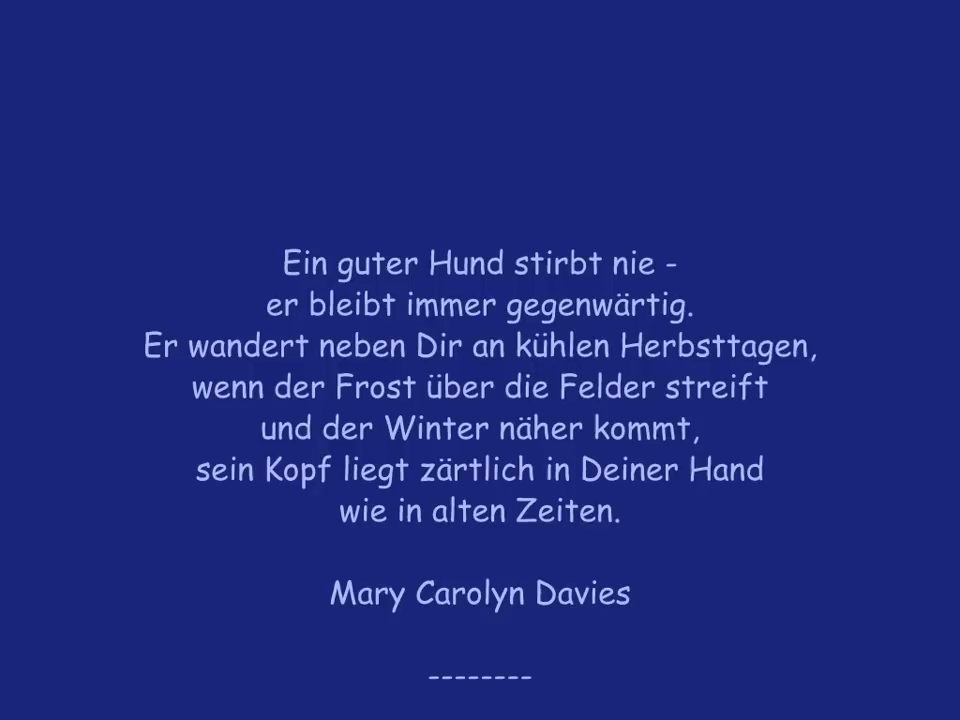 Ein guter Hund stirbt nie -
er bleibt immer gegenwärtig.
Er wandert neben Dir an kühlen Herbsttagen,
wenn der Frost über die Felder streift
und der Winter näher kommt,
sein Kopf liegt zärtlich in Deiner Hand
wie in alten Zeiten.
Mary Carolyn Davies
--------